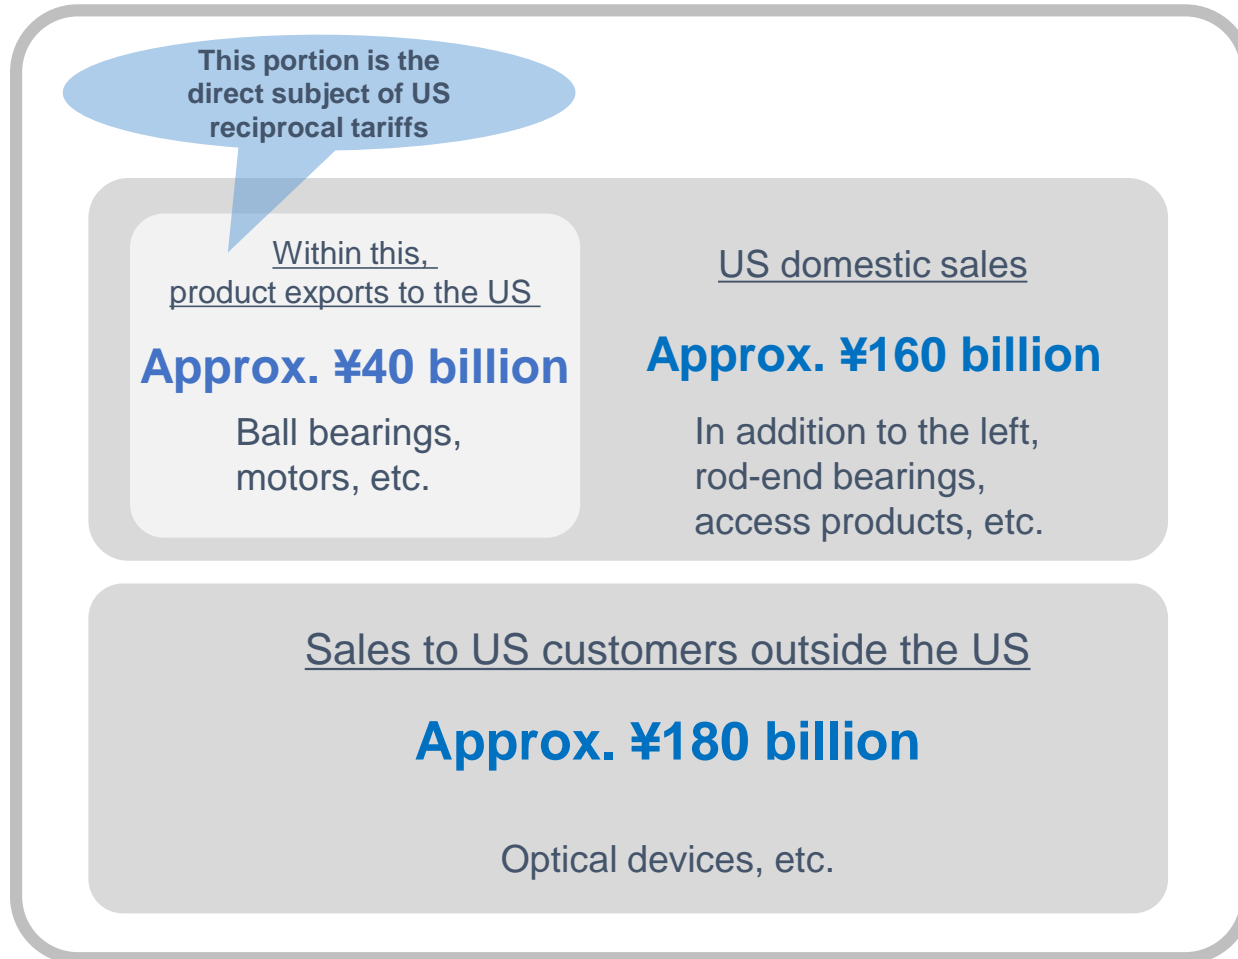 This portion is the
direct subject of US
reciprocal tariffs
Within this,
product exports to the US
Approx. ¥40 billion
Ball bearings,
motors, etc.
US domestic sales
Approx. ¥160 billion
In addition to the left,
rod-end bearings,
access products, etc.
Sales to US customers outside the US
Approx. ¥180 billion
Optical devices, etc.